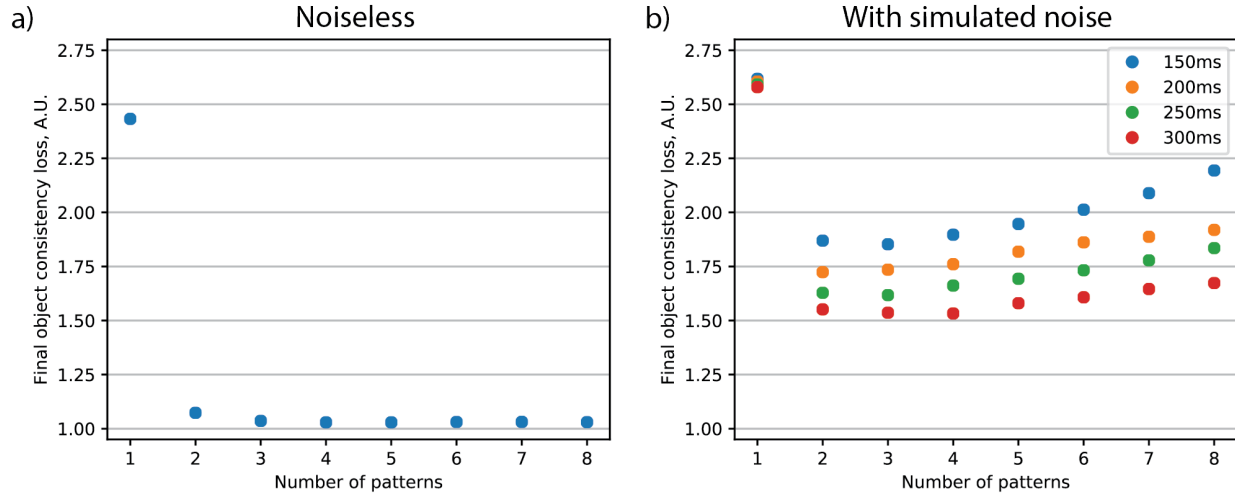 a)
Noiseless
Final object consistency loss, A.U.
2.75
2.50
2.25
2.00
1.75
1.50
1.25
1.00
1 2 3 4 5 6 7 8
Number of patterns
b)
With simulated noise
Final object consistency loss, A.U.
2.75
2.50
2.25
2.00
1.75
1.50
1.25
1.00
150ms
200ms
250ms
300ms
1 2 3 4 5 6 7 8
Number of patterns